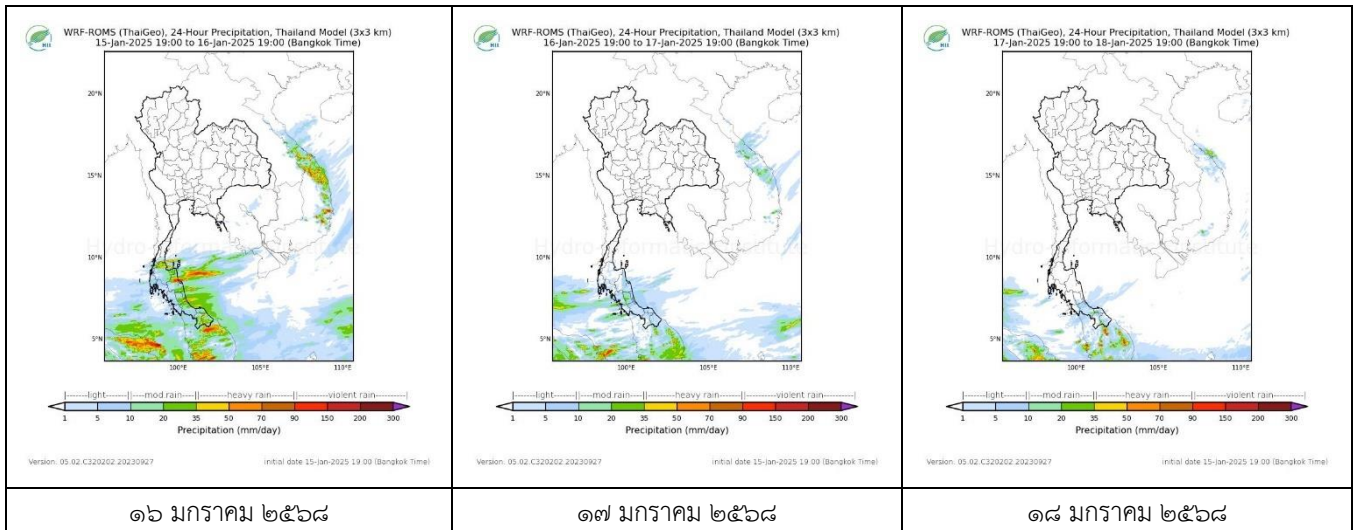 WRF-ROMS (ThaiGeo), 24-Hour Precipitation, Thailand Model (3x3 km)
15-Jan-2025 19:00 to 16-Jan-2025 19:00 (Bangkok Time)
20°N
15°N
10°N
5°N
100°E 105°E 110°E
Hydro Informatics Institute
|------light------||---mod rain---||------heavy rain------||------violent rain------|
1 5 10 20 35 50 70 90 150 200 300
Precipitation (mm/day)
Version: 05.02.C320202.20230927 initial date 15-Jan-2025 19:00 (Bangkok Time)
๑๖ มกราคม ๒๕๖๘
WRF-ROMS (ThaiGeo), 24-Hour Precipitation, Thailand Model (3x3 km)
16-Jan-2025 19:00 to 17-Jan-2025 19:00 (Bangkok Time)
20°N
15°N
10°N
5°N
100°E 105°E 110°E
Hydro Informatics Institute
|------light------||---mod rain---||------heavy rain------||------violent rain------|
1 5 10 20 35 50 70 90 150 200 300
Precipitation (mm/day)
Version: 05.02.C320202.20230927 initial date 15-Jan-2025 19:00 (Bangkok Time)
๑๗ มกราคม ๒๕๖๘
WRF-ROMS (ThaiGeo), 24-Hour Precipitation, Thailand Model (3x3 km)
17-Jan-2025 19:00 to 18-Jan-2025 19:00 (Bangkok Time)
20°N
15°N
10°N
5°N
100°E 105°E 110°E
Hydro Informatics Institute
|------light------||---mod rain---||------heavy rain------||------violent rain------|
1 5 10 20 35 50 70 90 150 200 300
Precipitation (mm/day)
Version: 05.02.C320202.20230927 initial date 15-Jan-2025 19:00 (Bangkok Time)
๑๘ มกราคม ๒๕๖๘